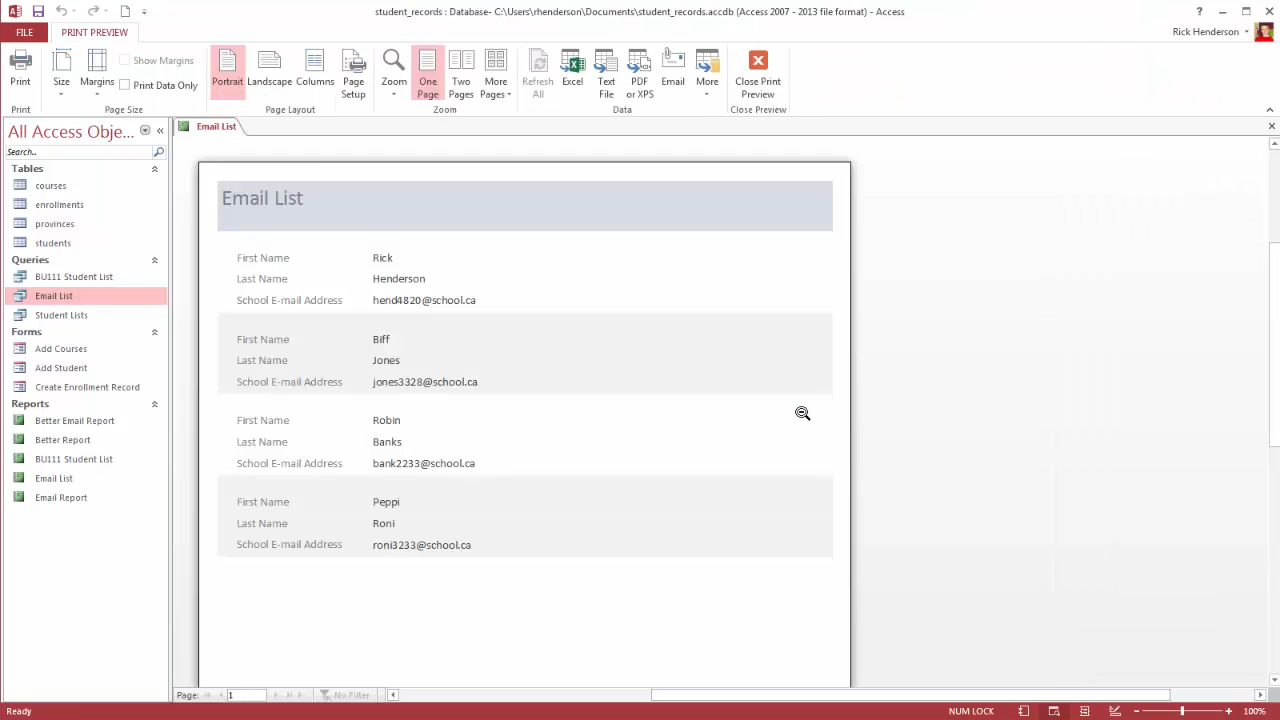 student_records : Database- C:\Users\rhenderson\Documents\student_records.accdb (Access 2007 - 2013 file format) - Access
?
FILE
PRINT PREVIEW
Rick Henderson
Print
Size
Margins
Show Margins
Print Data Only
Portrait
Landscape
Columns
Page Setup
Zoom
One Page
Two Pages
More Pages
Refresh All
Excel
Text File
PDF or XPS
Email
More
Close Print Preview
Print
Page Size
Page Layout
Zoom
Data
Close Preview
All Access Obje...
Search..
Tables
courses
enrollments
provinces
students
Queries
BU111 Student List
Email List
Student Lists
Forms
Add Courses
Add Student
Create Enrollment Record
Reports
Better Email Report
Better Report
BU111 Student List
Email List
Email Report
Email List
Email List
First Name Rick
Last Name Henderson
School E-mail Address hend4820@school.ca
First Name Biff
Last Name Jones
School E-mail Address jones3328@school.ca
First Name Robin
Last Name Banks
School E-mail Address bank2233@school.ca
First Name Peppi
Last Name Roni
School E-mail Address roni3233@school.ca
Page: 1 No Filter
Ready
NUM LOCK
100%